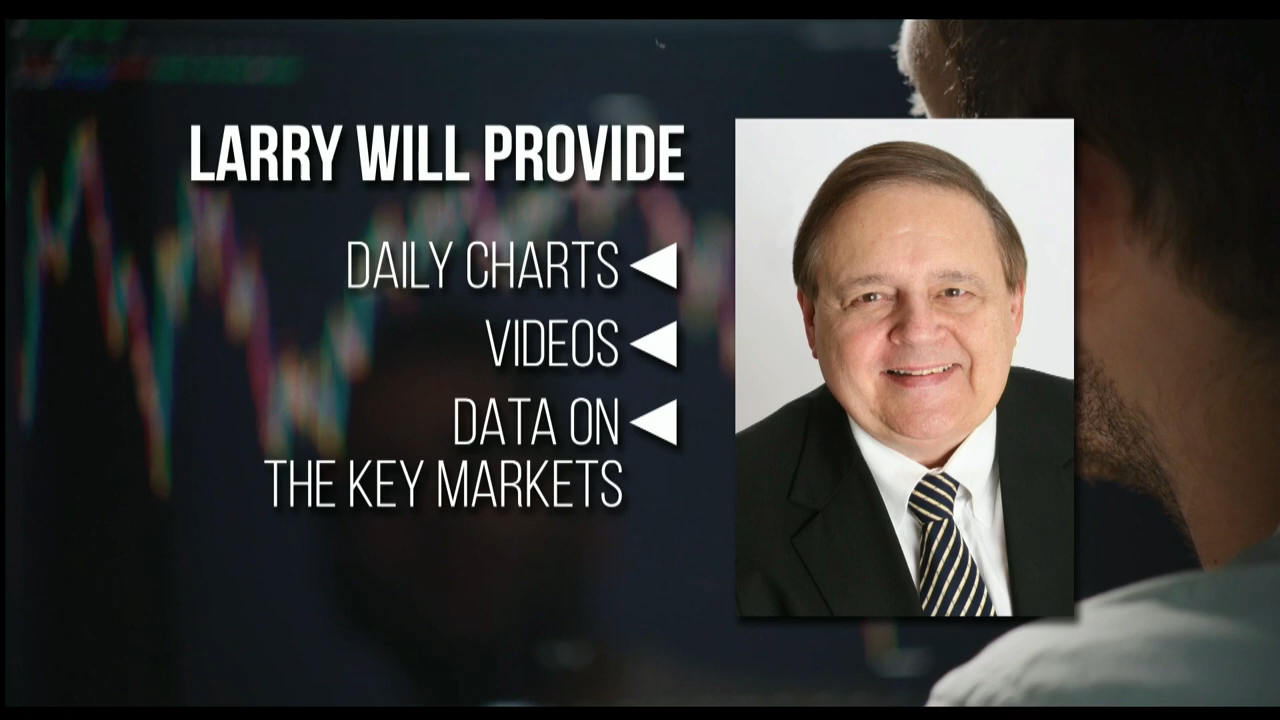 LARRY WILL PROVIDE
DAILY CHARTS
VIDEOS
DATA ON
THE KEY MARKETS